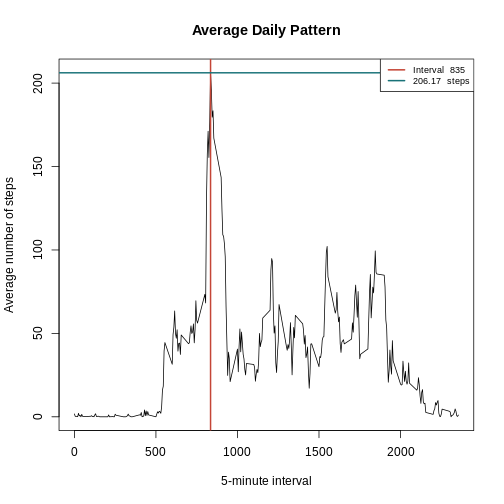 Average Daily Pattern
Interval 835
206.17 steps
Average number of steps
200
150
100
50
0
0 500 1000 1500 2000
5-minute interval